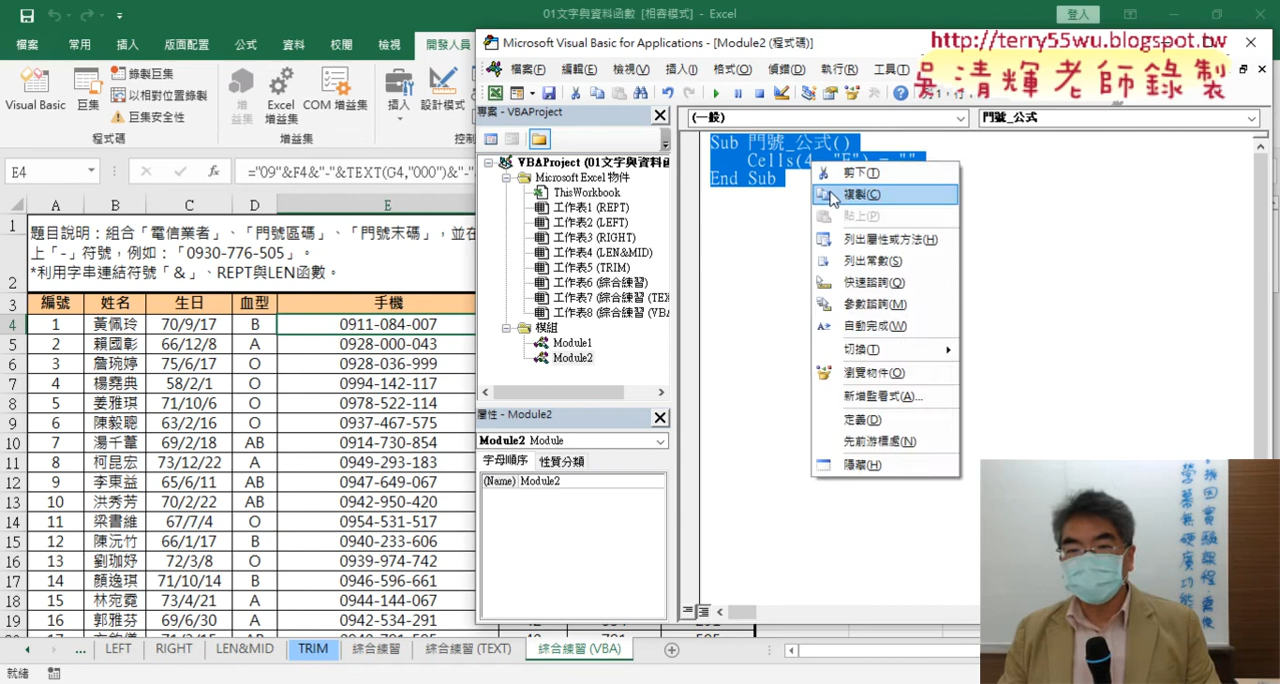 01文字與資料函數 [相容模式] - Excel
登入
檔案 常用 插入 版面配置 公式 資料 校閱 檢視 開發人員
Visual Basic
巨集
錄製巨集
以相對位置錄製
巨集安全性
程式碼
增益集
Excel 增益集
COM 增益集
增益集
插入
設計模式
E4
="09"&F4&"-"&TEXT(G4,"000")&"-"
A B C D E
題目說明：組合「電信業者」、「門號區碼」、「門號末碼」，並在
上「-」符號，例如：「0930-776-505」。
*利用字串連結符號「&」、REPT與LEN函數。
編號 姓名 生日 血型 手機
1 黃佩玲 70/9/17 B 0911-084-007
2 賴國彰 66/12/8 A 0928-000-043
3 詹琬婷 75/6/17 O 0928-036-999
4 楊堯典 58/2/1 O 0994-142-117
5 姜雅琪 71/10/6 O 0978-522-114
6 陳毅聰 63/2/16 O 0937-467-575
7 湯千薰 69/2/18 AB 0914-730-854
8 柯昆宏 73/12/22 A 0949-293-183
9 李東益 65/6/11 AB 0947-649-067
10 洪秀芳 70/2/22 AB 0942-950-420
11 梁書維 67/7/4 O 0954-531-517
12 陳沅竹 66/1/17 B 0940-233-606
13 劉珈妤 72/3/8 O 0939-974-742
14 顏逸琪 71/10/14 B 0946-596-661
15 林宛霓 73/4/21 A 0944-144-067
16 郭雅芬 69/6/30 A 0942-534-291
... LEFT RIGHT LEN&MID TRIM 綜合練習 綜合練習 (TEXT) 綜合練習 (VBA)
就緒
Microsoft Visual Basic for Applications - [Module2 (程式碼)]
檔案(F) 編輯(E) 檢視(V) 插入(I) 格式(O) 偵錯(D) 執行(R) 工具(T)
http://terry55wu.blogspot.tw
吳清輝老師錄製
專案 - VBAProject
VBAProject (01文字與資料函
Microsoft Excel 物件
ThisWorkbook
工作表1 (REPT)
工作表2 (LEFT)
工作表3 (RIGHT)
工作表4 (LEN&MID)
工作表5 (TRIM)
工作表6 (綜合練習)
工作表7 (綜合練習 (TEX
工作表8 (綜合練習 (VBA
模組
Module1
Module2
屬性 - Module2
Module2 Module
字母順序 性質分類
(Name) Module2
(一般)
門號_公式
Sub 門號_公式()
Cells(4, "E") = ""
End Sub
剪下(T)
複製(C)
貼上(P)
列出屬性或方法(H)
列出常數(S)
快速諮詢(Q)
參數諮詢(M)
自動完成(W)
切換(T)
瀏覽物件(O)
新增監看式(A)...
定義(D)
先前游標處(N)
隱藏(H)